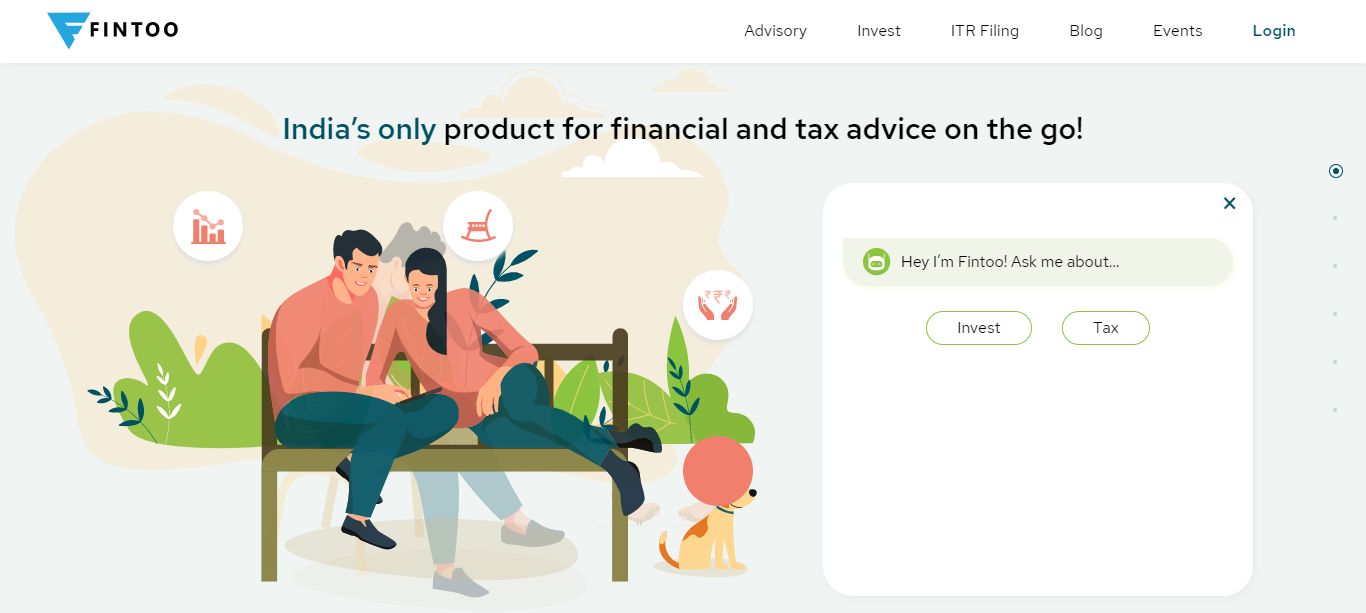 FINTOO
Advisory Invest ITR Filing Blog Events Login
India's only product for financial and tax advice on the go!
Hey I'm Fintoo! Ask me about...
Invest Tax